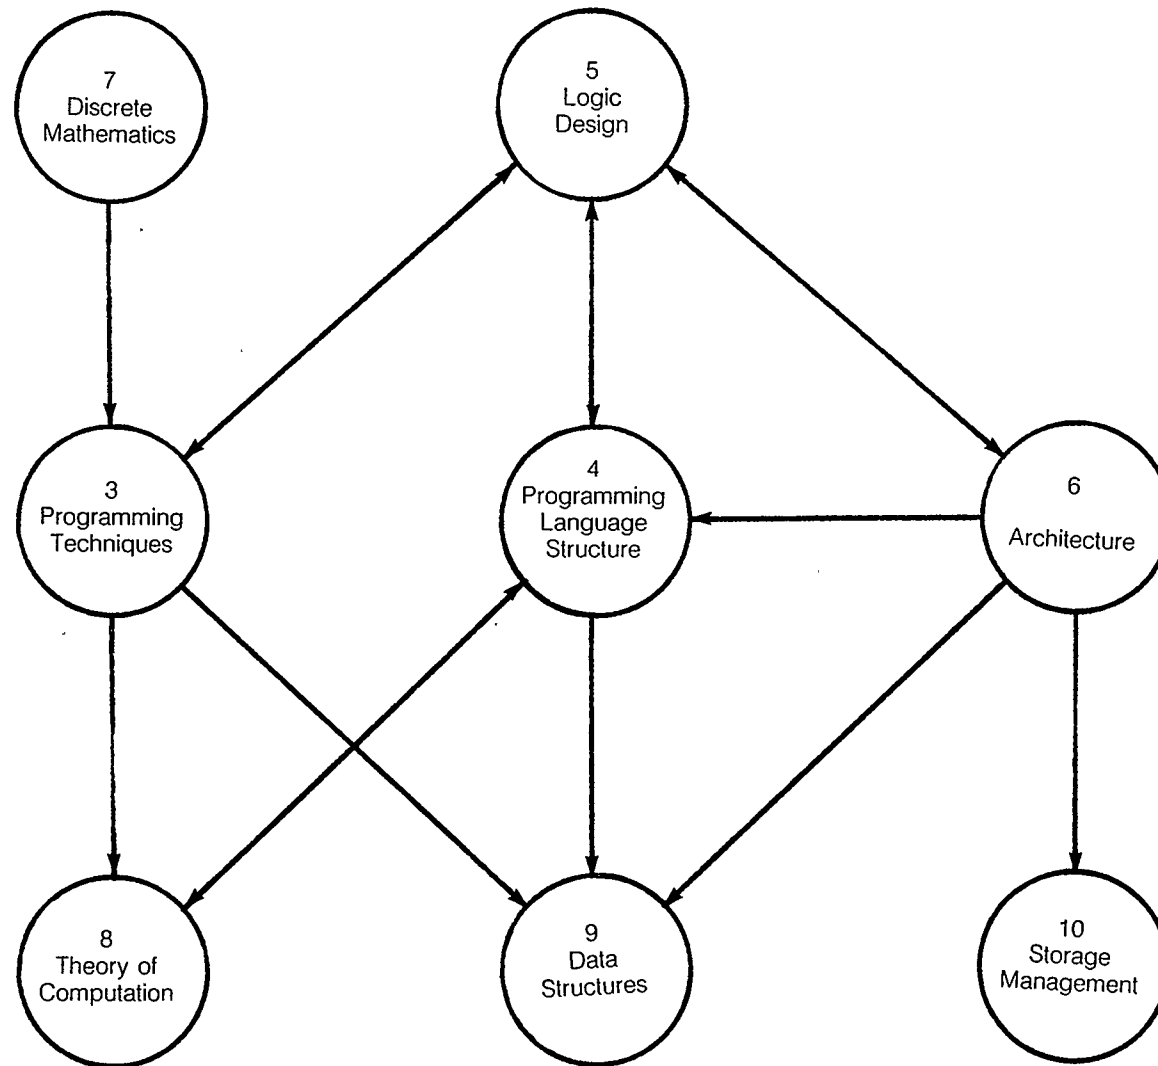 7
Discrete
Mathematics
5
Logic
Design
3
Programming
Techniques
4
Programming
Language
Structure
6
Architecture
8
Theory of
Computation
9
Data
Structures
10
Storage
Management